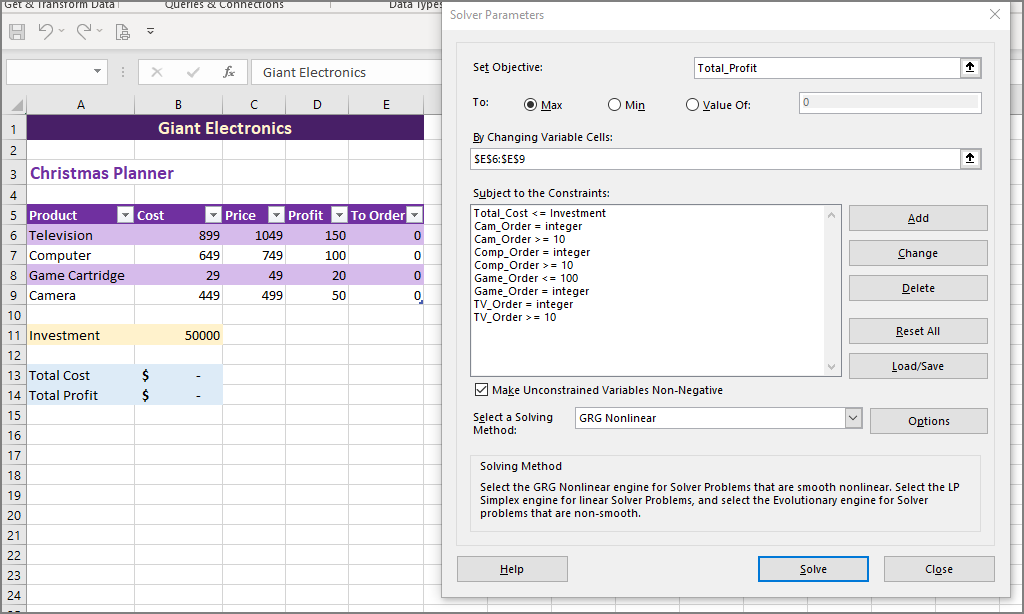 Get & Transform Data
Queries & Connections
Data Types
Solver Parameters
fx
Giant Electronics
A B C D E
1 Giant Electronics
2
3 Christmas Planner
4
5 Product Cost Price Profit To Order
6 Television 899 1049 150 0
7 Computer 649 749 100 0
8 Game Cartridge 29 49 20 0
9 Camera 449 499 50 0
10
11 Investment 50000
12
13 Total Cost $ -
14 Total Profit $ -
15
16
17
18
19
20
21
22
23
24
Set Objective: Total_Profit
To: Max Min Value Of: 0
By Changing Variable Cells:
$E$6:$E$9
Subject to the Constraints:
Total_Cost <= Investment
Cam_Order = integer
Cam_Order >= 10
Comp_Order = integer
Comp_Order >= 10
Game_Order <= 100
Game_Order = integer
TV_Order = integer
TV_Order >= 10
Add
Change
Delete
Reset All
Load/Save
Make Unconstrained Variables Non-Negative
Select a Solving
Method:
GRG Nonlinear
Options
Solving Method
Select the GRG Nonlinear engine for Solver Problems that are smooth nonlinear. Select the LP
Simplex engine for linear Solver Problems, and select the Evolutionary engine for Solver
problems that are non-smooth.
Help Solve Close